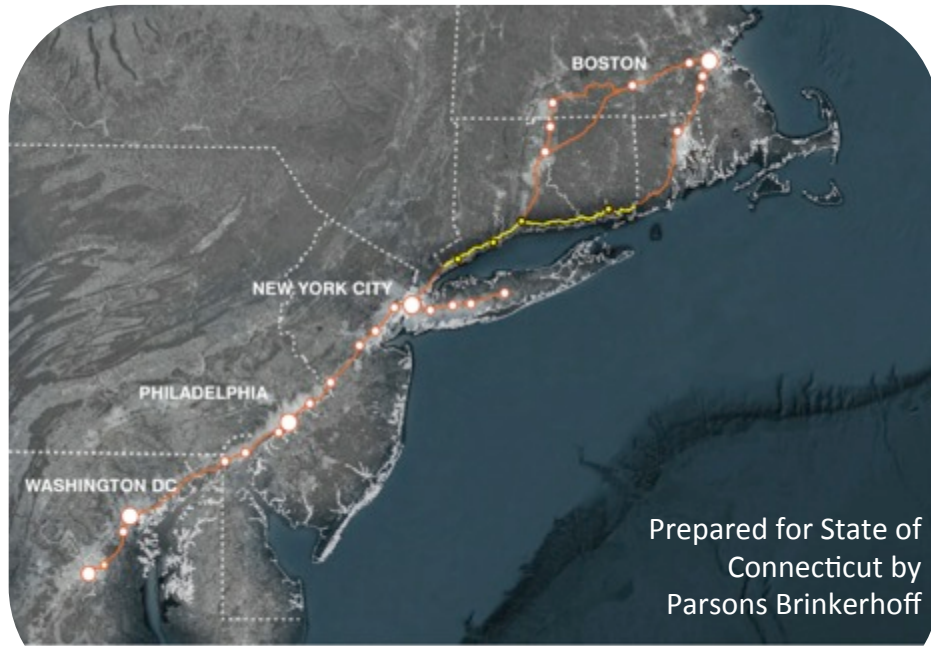 BOSTON
NEW YORK CITY
PHILADELPHIA
WASHINGTON DC
Prepared for State of
Connecticut by
Parsons Brinkerhoff